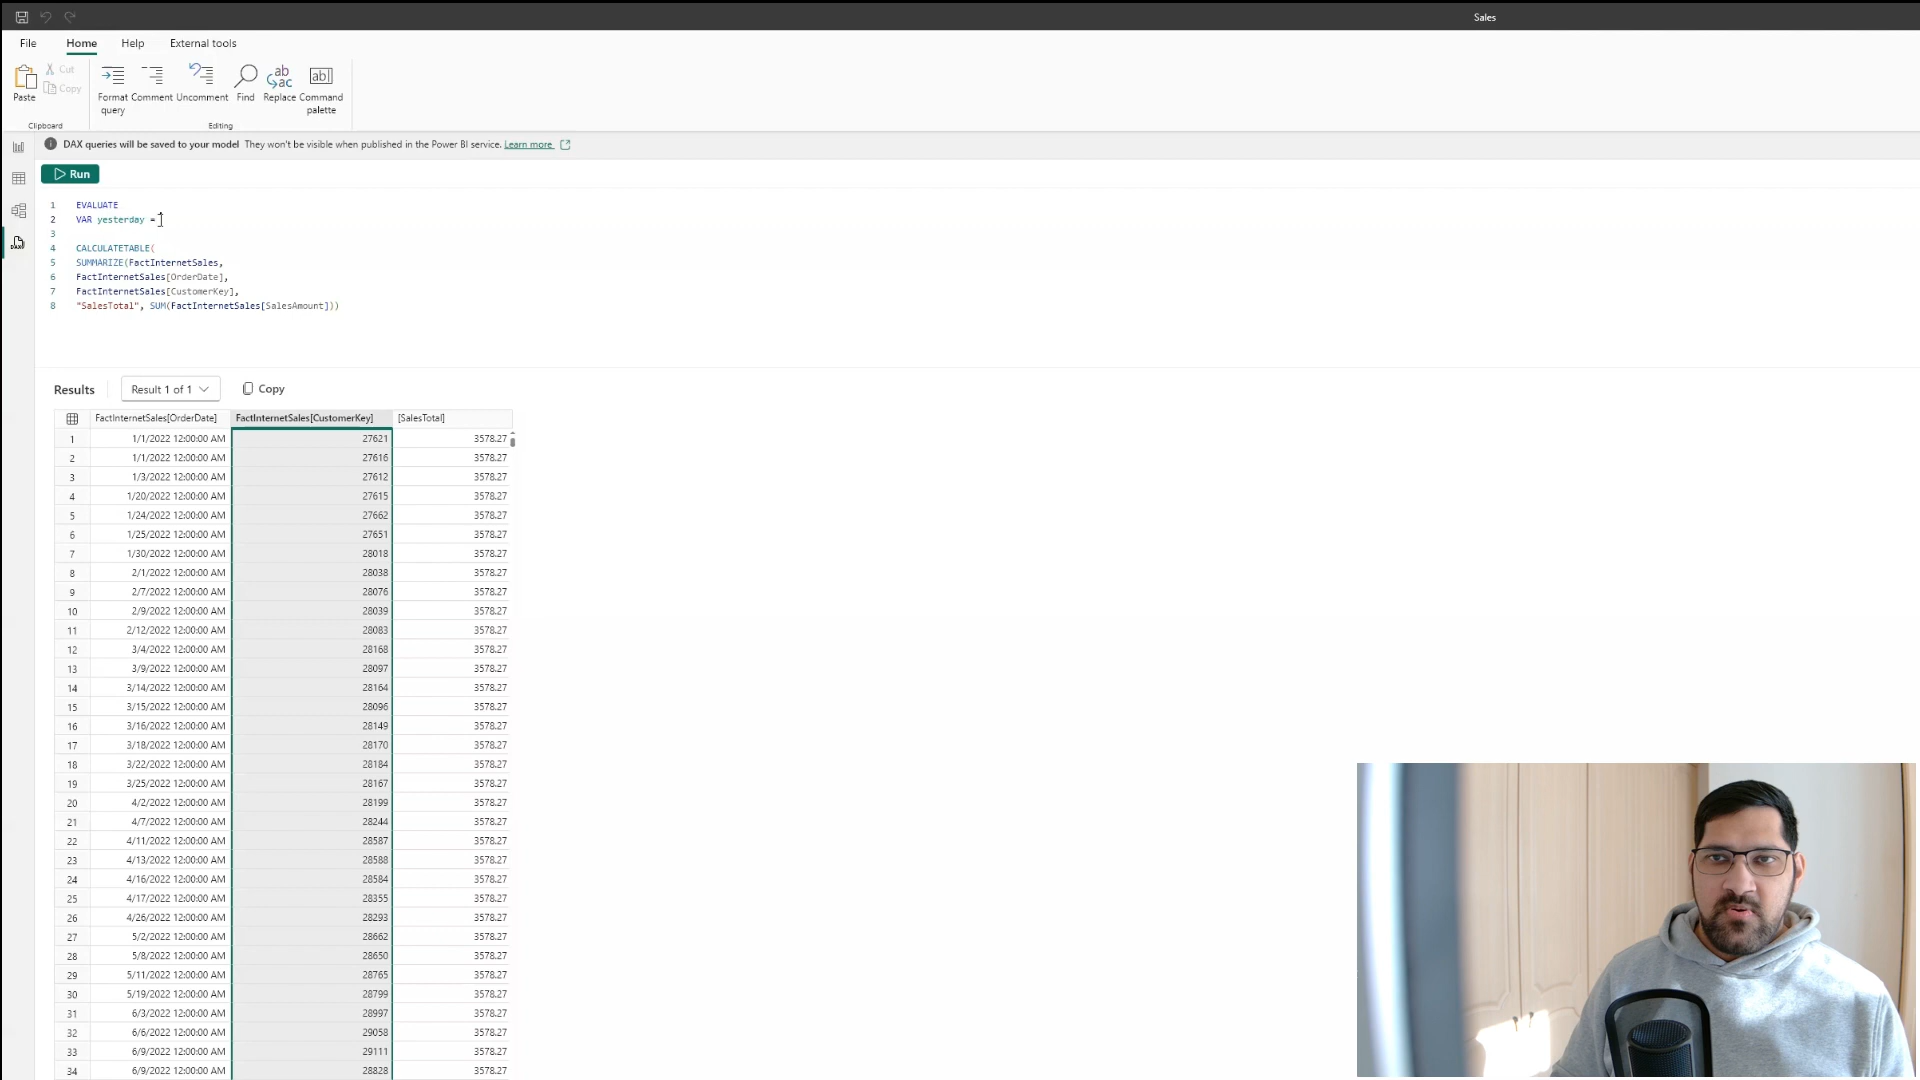 Sales
File Home Help External tools
Paste Cut Copy Format query Comment Uncomment Find Replace Command palette
Clipboard Editing
DAX queries will be saved to your model They won't be visible when published in the Power BI service. Learn more
Run
1 EVALUATE
2 VAR yesterday =
3
4 CALCULATETABLE(
5 SUMMARIZE(FactInternetSales,
6 FactInternetSales[OrderDate],
7 FactInternetSales[CustomerKey],
8 "SalesTotal", SUM(FactInternetSales[SalesAmount]))
Results Result 1 of 1 Copy
FactInternetSales[OrderDate] FactInternetSales[CustomerKey] [SalesTotal]
1 1/1/2022 12:00:00 AM 27621 3578.27
2 1/1/2022 12:00:00 AM 27616 3578.27
3 1/3/2022 12:00:00 AM 27612 3578.27
4 1/20/2022 12:00:00 AM 27615 3578.27
5 1/24/2022 12:00:00 AM 27662 3578.27
6 1/25/2022 12:00:00 AM 27651 3578.27
7 1/30/2022 12:00:00 AM 28018 3578.27
8 2/1/2022 12:00:00 AM 28038 3578.27
9 2/7/2022 12:00:00 AM 28076 3578.27
10 2/9/2022 12:00:00 AM 28039 3578.27
11 2/12/2022 12:00:00 AM 28083 3578.27
12 3/4/2022 12:00:00 AM 28168 3578.27
13 3/9/2022 12:00:00 AM 28097 3578.27
14 3/14/2022 12:00:00 AM 28164 3578.27
15 3/15/2022 12:00:00 AM 28096 3578.27
16 3/16/2022 12:00:00 AM 28149 3578.27
17 3/18/2022 12:00:00 AM 28170 3578.27
18 3/22/2022 12:00:00 AM 28184 3578.27
19 3/25/2022 12:00:00 AM 28167 3578.27
20 4/2/2022 12:00:00 AM 28199 3578.27
21 4/7/2022 12:00:00 AM 28244 3578.27
22 4/11/2022 12:00:00 AM 28587 3578.27
23 4/13/2022 12:00:00 AM 28588 3578.27
24 4/16/2022 12:00:00 AM 28584 3578.27
25 4/17/2022 12:00:00 AM 28355 3578.27
26 4/26/2022 12:00:00 AM 28293 3578.27
27 5/2/2022 12:00:00 AM 28662 3578.27
28 5/8/2022 12:00:00 AM 28650 3578.27
29 5/11/2022 12:00:00 AM 28765 3578.27
30 5/19/2022 12:00:00 AM 28799 3578.27
31 6/3/2022 12:00:00 AM 28997 3578.27
32 6/6/2022 12:00:00 AM 29058 3578.27
33 6/9/2022 12:00:00 AM 29111 3578.27
34 6/9/2022 12:00:00 AM 28828 3578.27